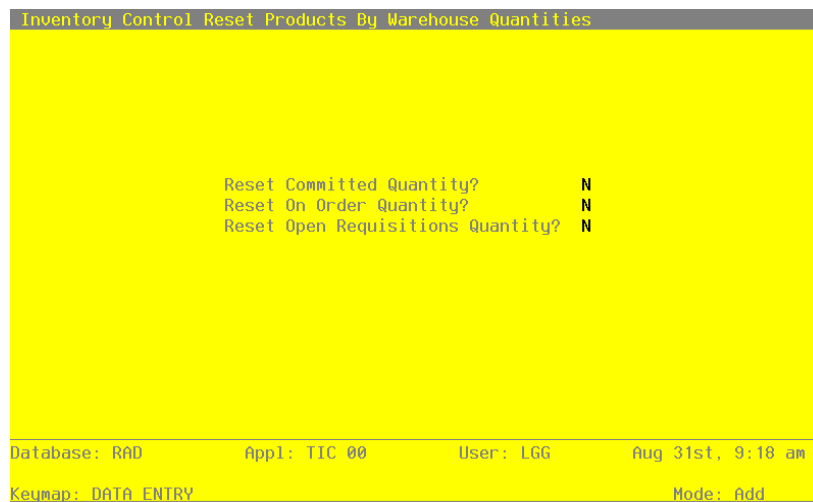 Inventory Control Reset Products By Warehouse Quantities
Reset Committed Quantity? N
Reset On Order Quantity? N
Reset Open Requisitions Quantity? N
Database: RAD Appl: TIC 00 User: LGG Aug 31st, 9:18 am
Keymap: DATA ENTRY Mode: Add